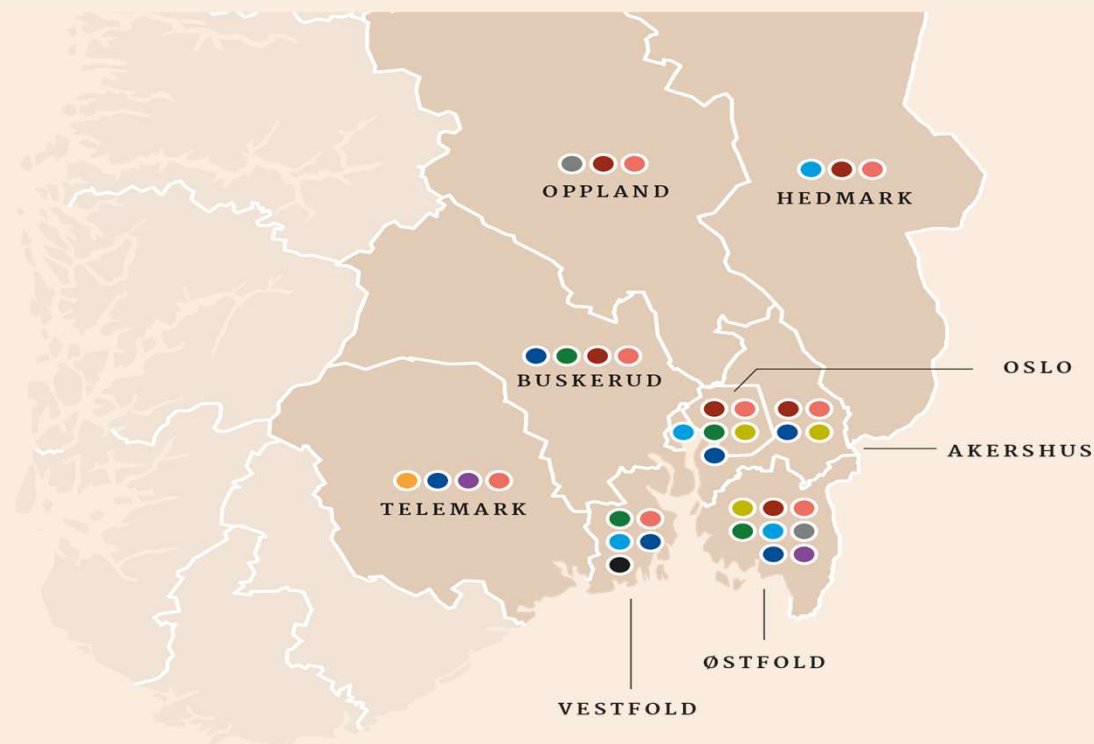 OPPLAND
HEDMARK
OSLO
BUSKERUD
AKERSHUS
TELEMARK
ØSTFOLD
VESTFOLD